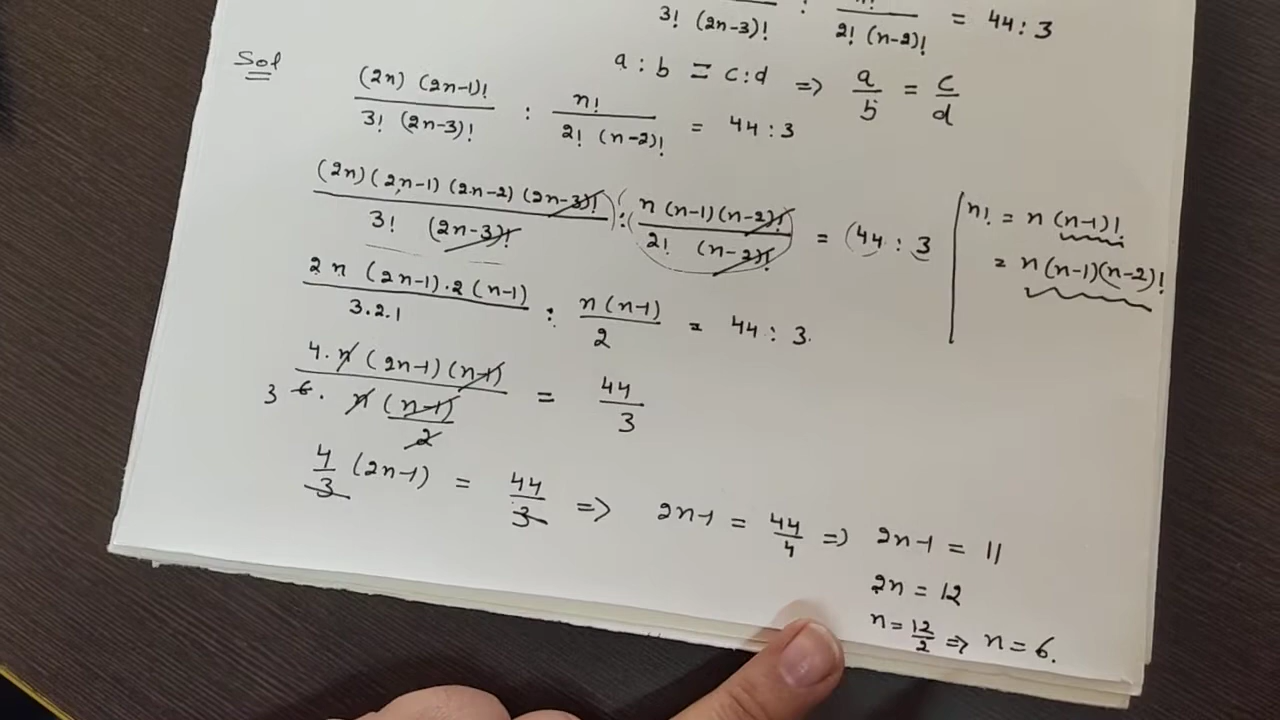 3! (2n-3)! : 2! (n-2)! = 44 : 3
Sol
a : b = c : d => a/b = c/d
(2n) (2n-1)! / 3! (2n-3)! : n! / 2! (n-2)! = 44 : 3
(2n) (2n-1) (2n-2) (2n-3)! / 3! (2n-3)! : n (n-1) (n-2)! / 2! (n-2)! = 44 : 3
n! = n (n-1)!
= n (n-1) (n-2)!
2n (2n-1) . 2 (n-1) / 3.2.1 : n (n-1) / 2 = 44 : 3.
4. n (2n-1) (n-1) / 3 6. n (n-1) / 2 = 44 / 3
4/3 (2n-1) = 44/3 => 2n-1 = 44/4 => 2n-1 = 11
2n = 12
n = 12/2 => n = 6.